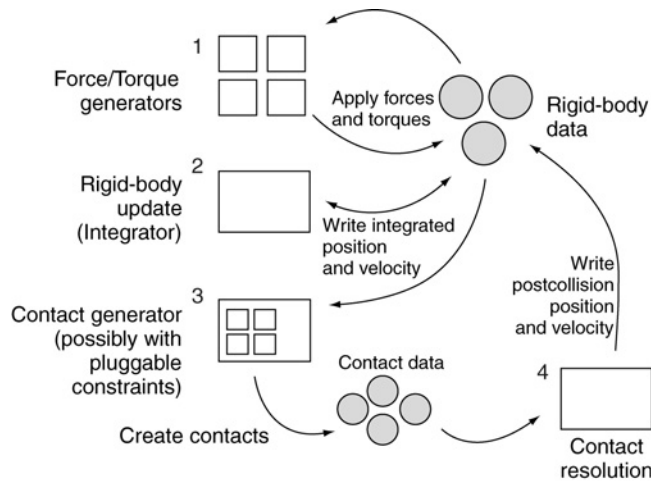 1
Force/Torque
generators
Apply forces
and torques
Rigid-body
data
2
Rigid-body
update
(Integrator)
Write integrated
position
and velocity
3
Contact generator
(possibly with
pluggable
constraints)
Write
postcollision
position
and velocity
Contact data
4
Create contacts
Contact
resolution